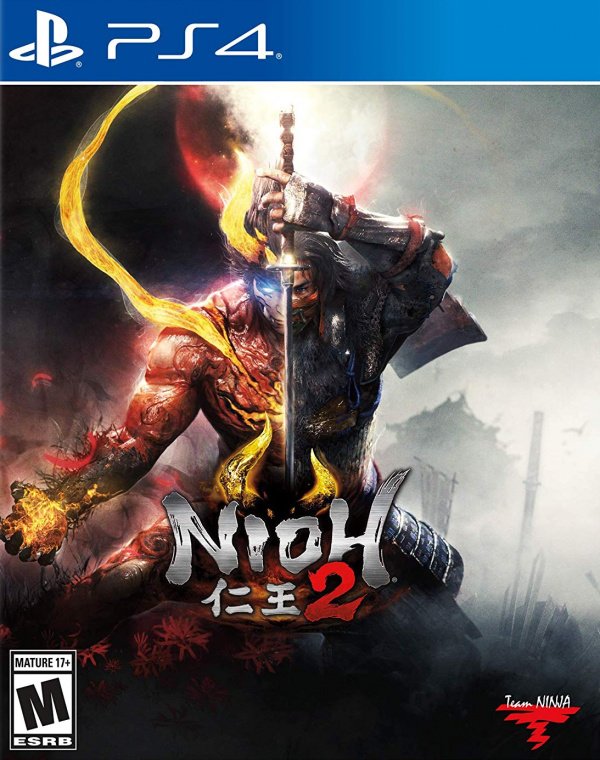 PS4
NIOH
仁王2
MATURE 17+
M
ESRB
Team NINJA